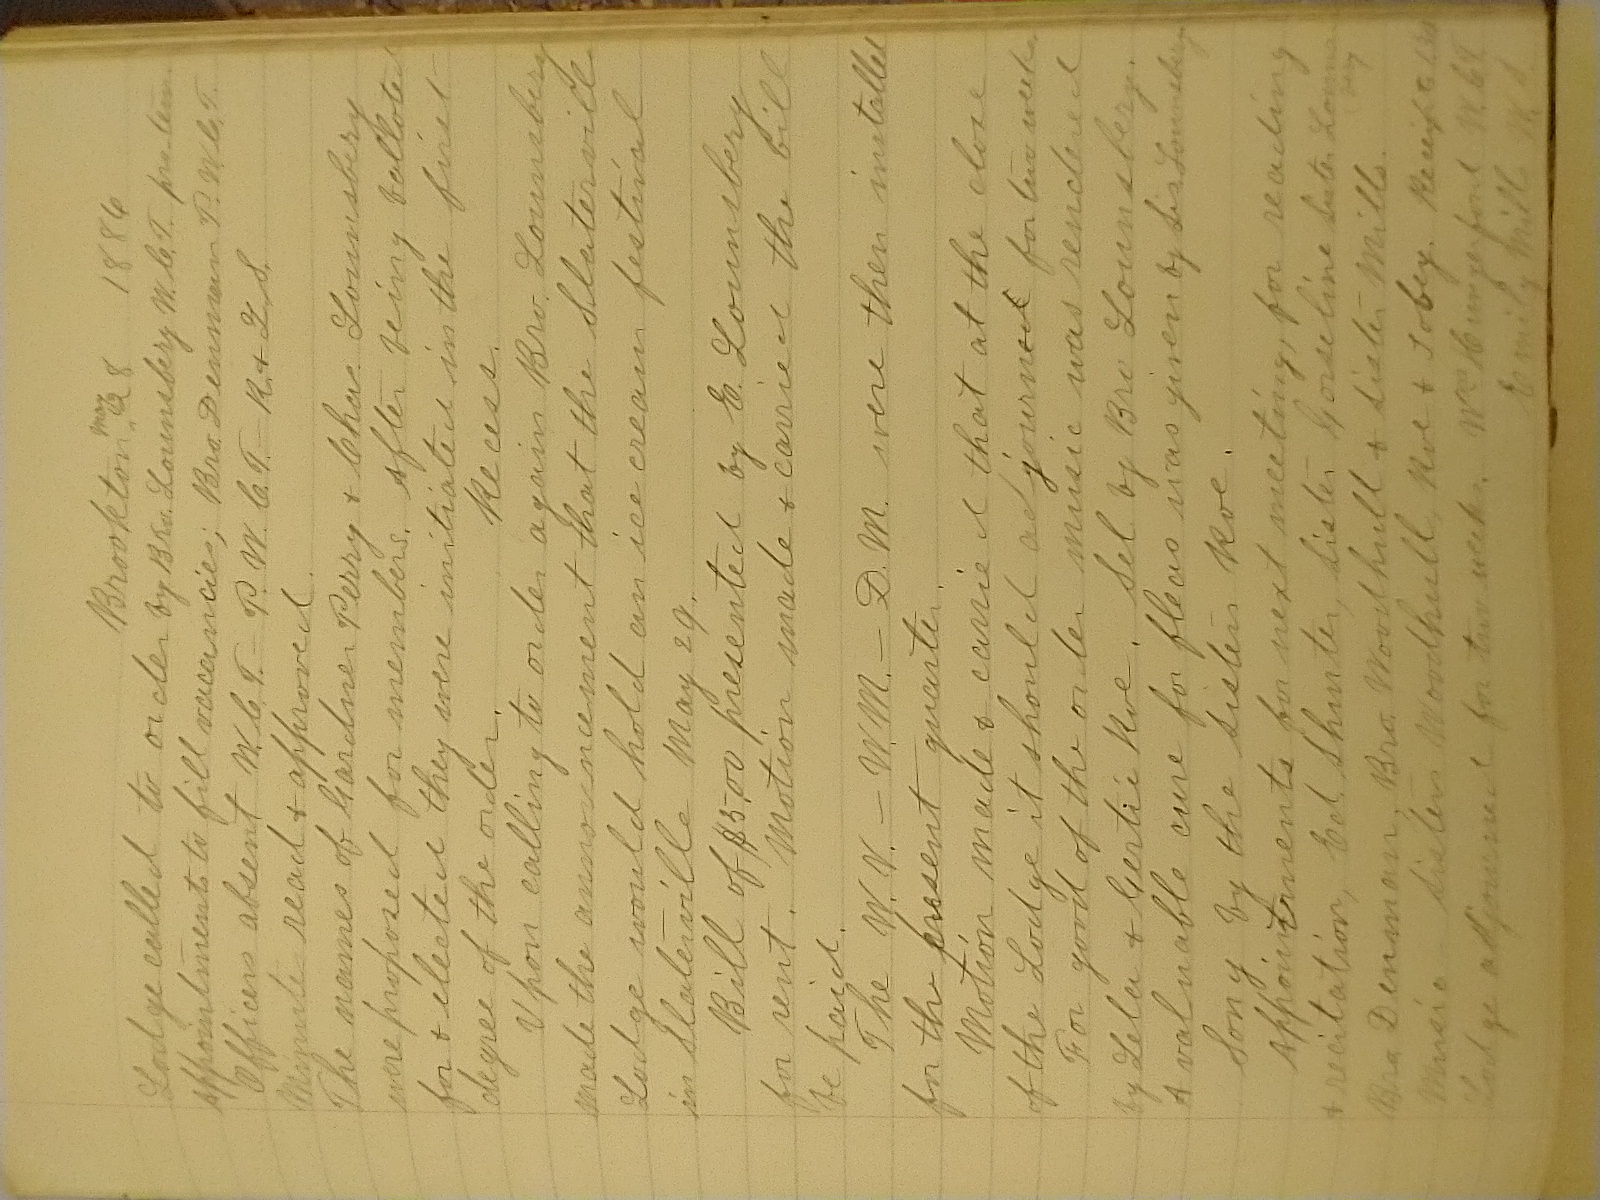 Brookton May 28 1886
Lodge called to order by Bro. Lounsbery W.C.T. pro-tem.
Appointments to fill vacancies; Bro. Denman P.W.C.T.
Officers absent W.C.T. - P.W.C.T. - R. & L.S.
Minutes read & approved.
The names of Gardner Perry & Chas. Lounsbery
were proposed for members. After being balloted
for & elected they were initiated in the first
degree of the order. Recess.
Upon calling to order again Bro. Lounsbery
made the announcement that the Slaterville
Lodge would hold an ice cream festival
in Slaterville May 29.
Bill of $5,00 presented by E. Lounsbery
for rent. Motion made & carried the bill
be paid.
The W.V. - W.M. - D.M. were then installed
for the present quarter.
Motion made & carried that at the close
of the Lodge it should adjourned for two weeks.
For good of the order music was rendered
by Lela & Gertie Roe. Sel by Bro Lounsbery.
A valuable cure for fleas was given by Sis Lounsbery
Song by the sisters Roe.
Appointments for next meeting, for reading
& recitation, Ed. Shurter, Sister Gorseline Sister Lounsbery
Bro Denman, Bro. Woodhull & Sister Mills.
Music Sisters Woodhull, Roe & Tobey. Receipts
Lodge adjourned for two weeks. Wm Hungerford W.C.T.
Emily Mills W.S.